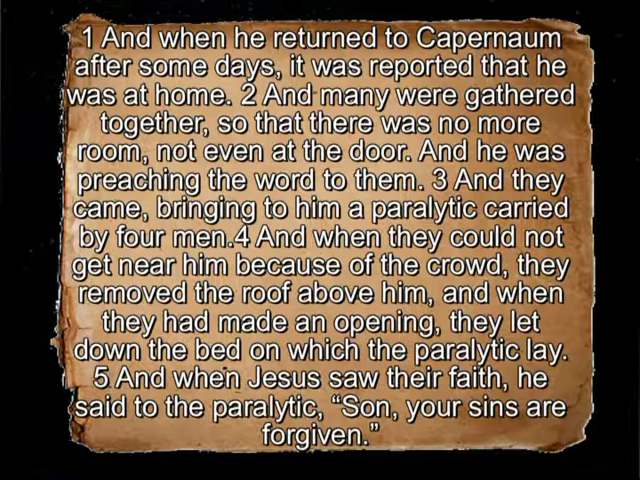 1 And when he returned to Capernaum
after some days, it was reported that he
was at home. 2 And many were gathered
together, so that there was no more
room, not even at the door. And he was
preaching the word to them. 3 And they
came, bringing to him a paralytic carried
by four men.4 And when they could not
get near him because of the crowd, they
removed the roof above him, and when
they had made an opening, they let
down the bed on which the paralytic lay.
5 And when Jesus saw their faith, he
said to the paralytic, “Son, your sins are
forgiven.”